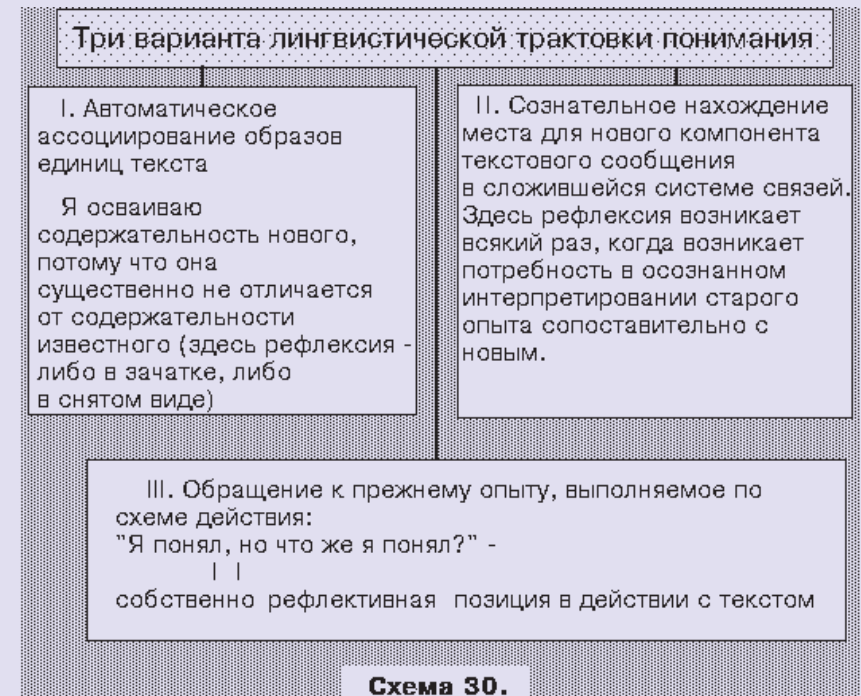 Три варианта лингвистической трактовки понимания
I. Автоматическое
ассоциирование образов
единиц текста
Я осваиваю
содержательность нового,
потому что она
существенно не отличается
от содержательности
известного (здесь рефлексия -
либо в зачатке, либо
в снятом виде)
II. Сознательное нахождение
места для нового компонента
текстового сообщения
в сложившейся системе связей.
Здесь рефлексия возникает
всякий раз, когда возникает
потребность в осознанном
интерпретировании старого
опыта сопоставительно с
новым.
III. Обращение к прежнему опыту, выполняемое по
схеме действия:
"Я понял, но что же я понял?" -
| |
собственно рефлективная позиция в действии с текстом
Схема 30.